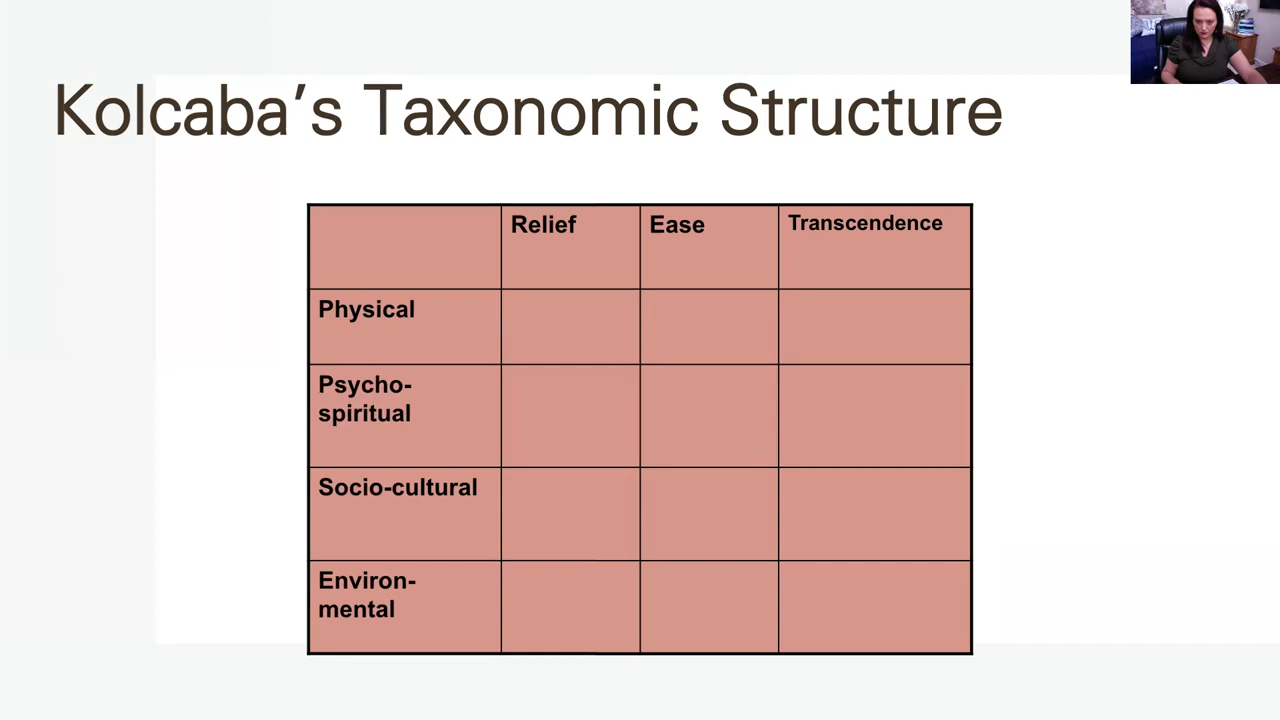 Kolcaba's Taxonomic Structure
Relief Ease Transcendence
Physical
Psycho-
spiritual
Socio-cultural
Environ-
mental